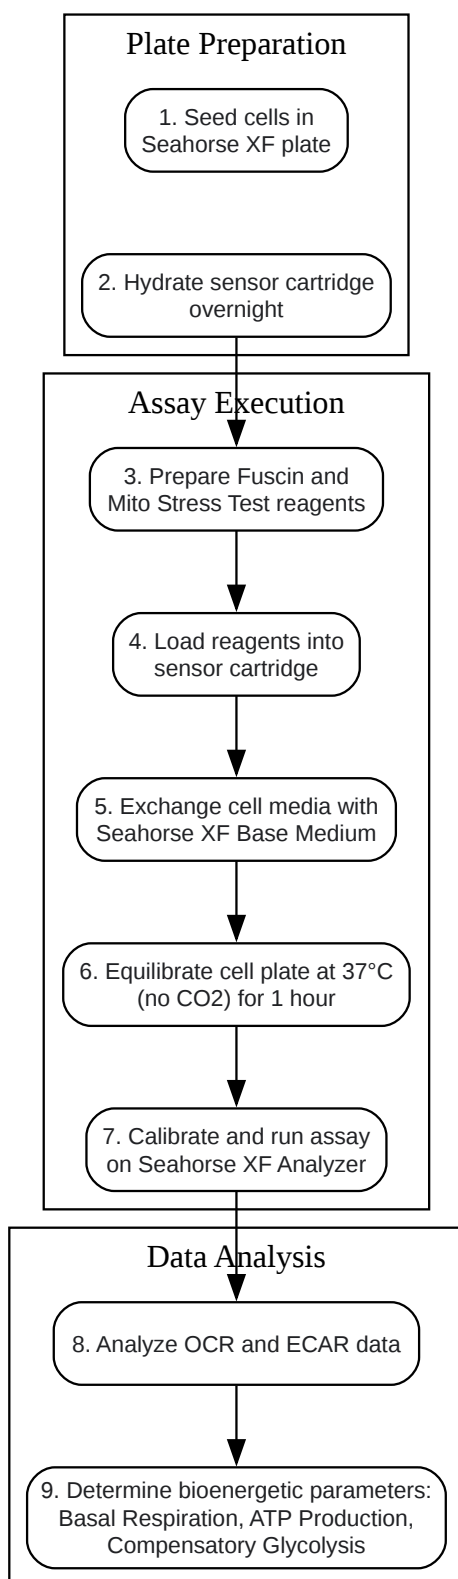 Plate Preparation
1. Seed cells in
Seahorse XF plate
2. Hydrate sensor cartridge
overnight
Assay Execution
3. Prepare Fuscin and
Mito Stress Test reagents
4. Load reagents into
sensor cartridge
5. Exchange cell media with
Seahorse XF Base Medium
6. Equilibrate cell plate at 37°C
(no CO2) for 1 hour
7. Calibrate and run assay
on Seahorse XF Analyzer
Data Analysis
8. Analyze OCR and ECAR data
9. Determine bioenergetic parameters:
Basal Respiration, ATP Production,
Compensatory Glycolysis